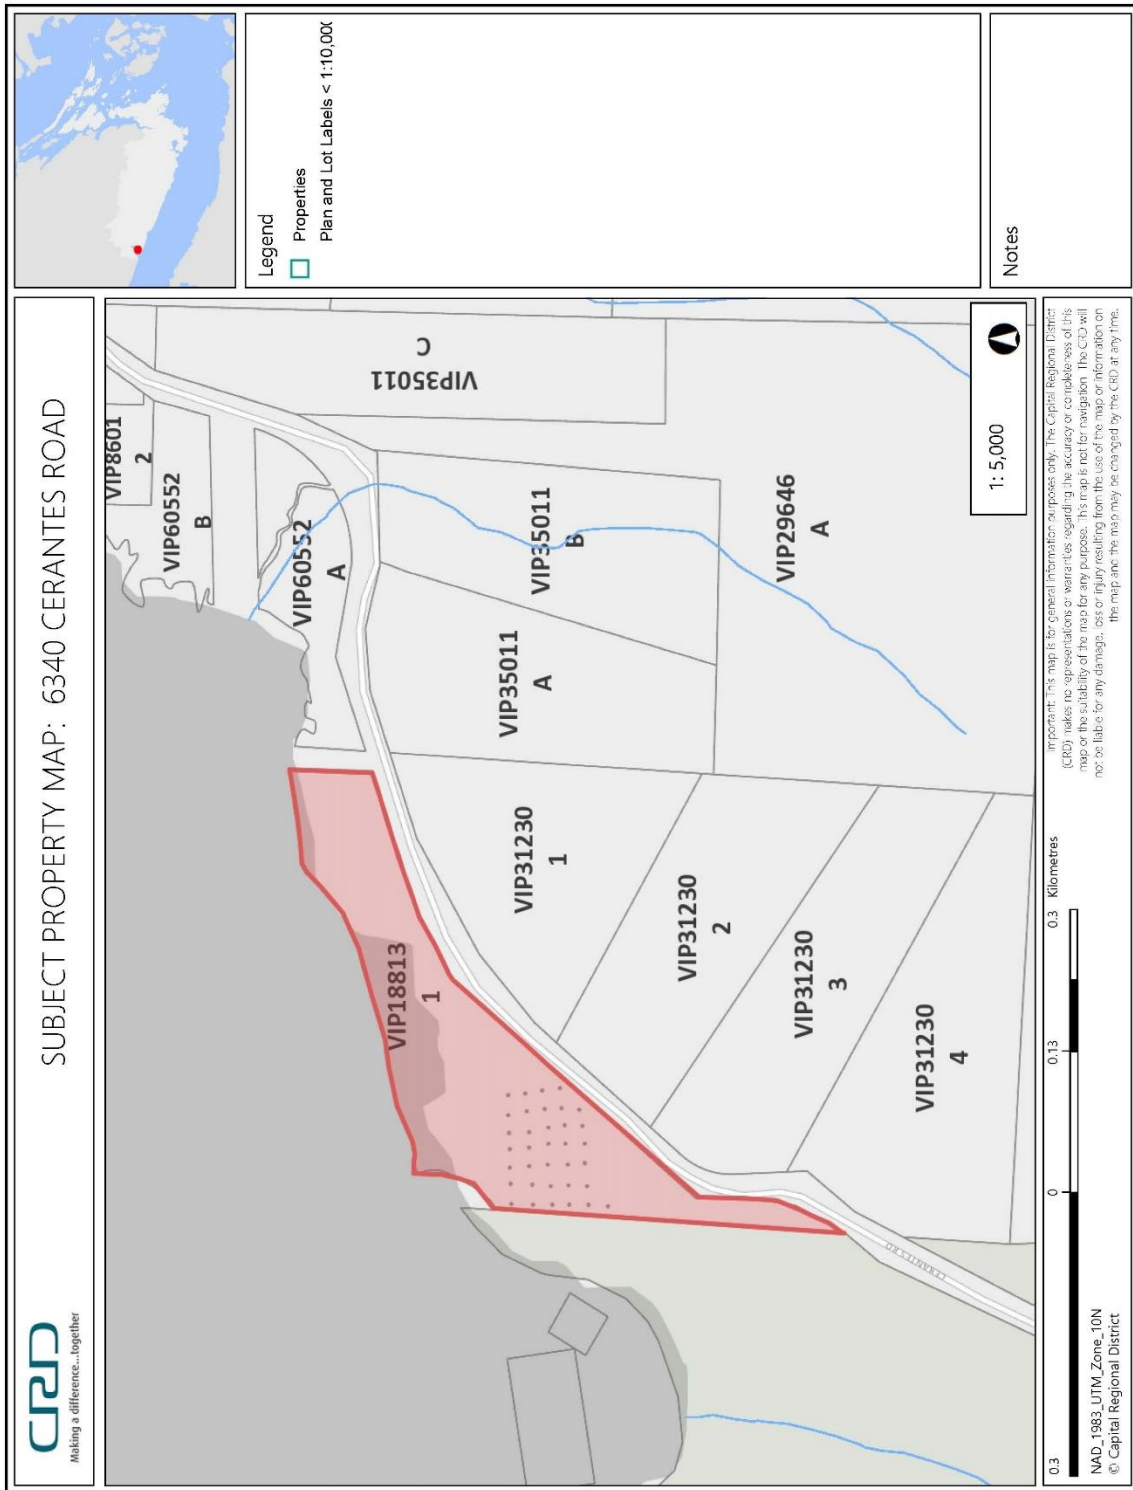 CRD
Making a difference...together
SUBJECT PROPERTY MAP: 6340 CERANTES ROAD
Legend
Properties
Plan and Lot Labels < 1:10,000
Notes
VIP8601
2
VIP60552
B
VIP60552
A
VIP35011
C
VIP35011
B
VIP35011
A
VIP29646
A
VIP18813
1
VIP31230
1
VIP31230
2
VIP31230
3
VIP31230
4
CERANTES RD
1: 5,000
0.3 0 0.13 0.3 Kilometres
NAD_1983_UTM_Zone_10N
© Capital Regional District
Important: This map is for general information purposes only. The Capital Regional District
(CRD) makes no representations or warranties regarding the accuracy or completeness of this
map or the suitability of the map for any purpose. This map is not for navigation. The CRD will
not be liable for any damage, loss or injury resulting from the use of the map or information on
the map and the map may be changed by the CRD at any time.